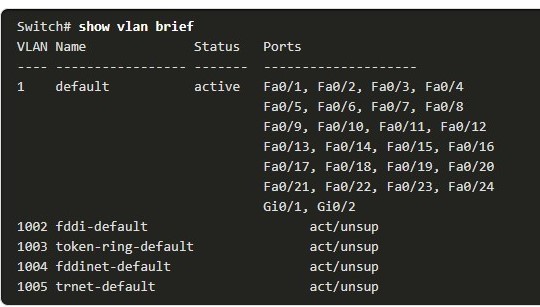 Switch# show vlan brief
VLAN Name Status Ports
---- ----------------- ------- --------------------
1 default active Fa0/1, Fa0/2, Fa0/3, Fa0/4
Fa0/5, Fa0/6, Fa0/7, Fa0/8
Fa0/9, Fa0/10, Fa0/11, Fa0/12
Fa0/13, Fa0/14, Fa0/15, Fa0/16
Fa0/17, Fa0/18, Fa0/19, Fa0/20
Fa0/21, Fa0/22, Fa0/23, Fa0/24
Gi0/1, Gi0/2
1002 fddi-default act/unsup
1003 token-ring-default act/unsup
1004 fddinet-default act/unsup
1005 trnet-default act/unsup